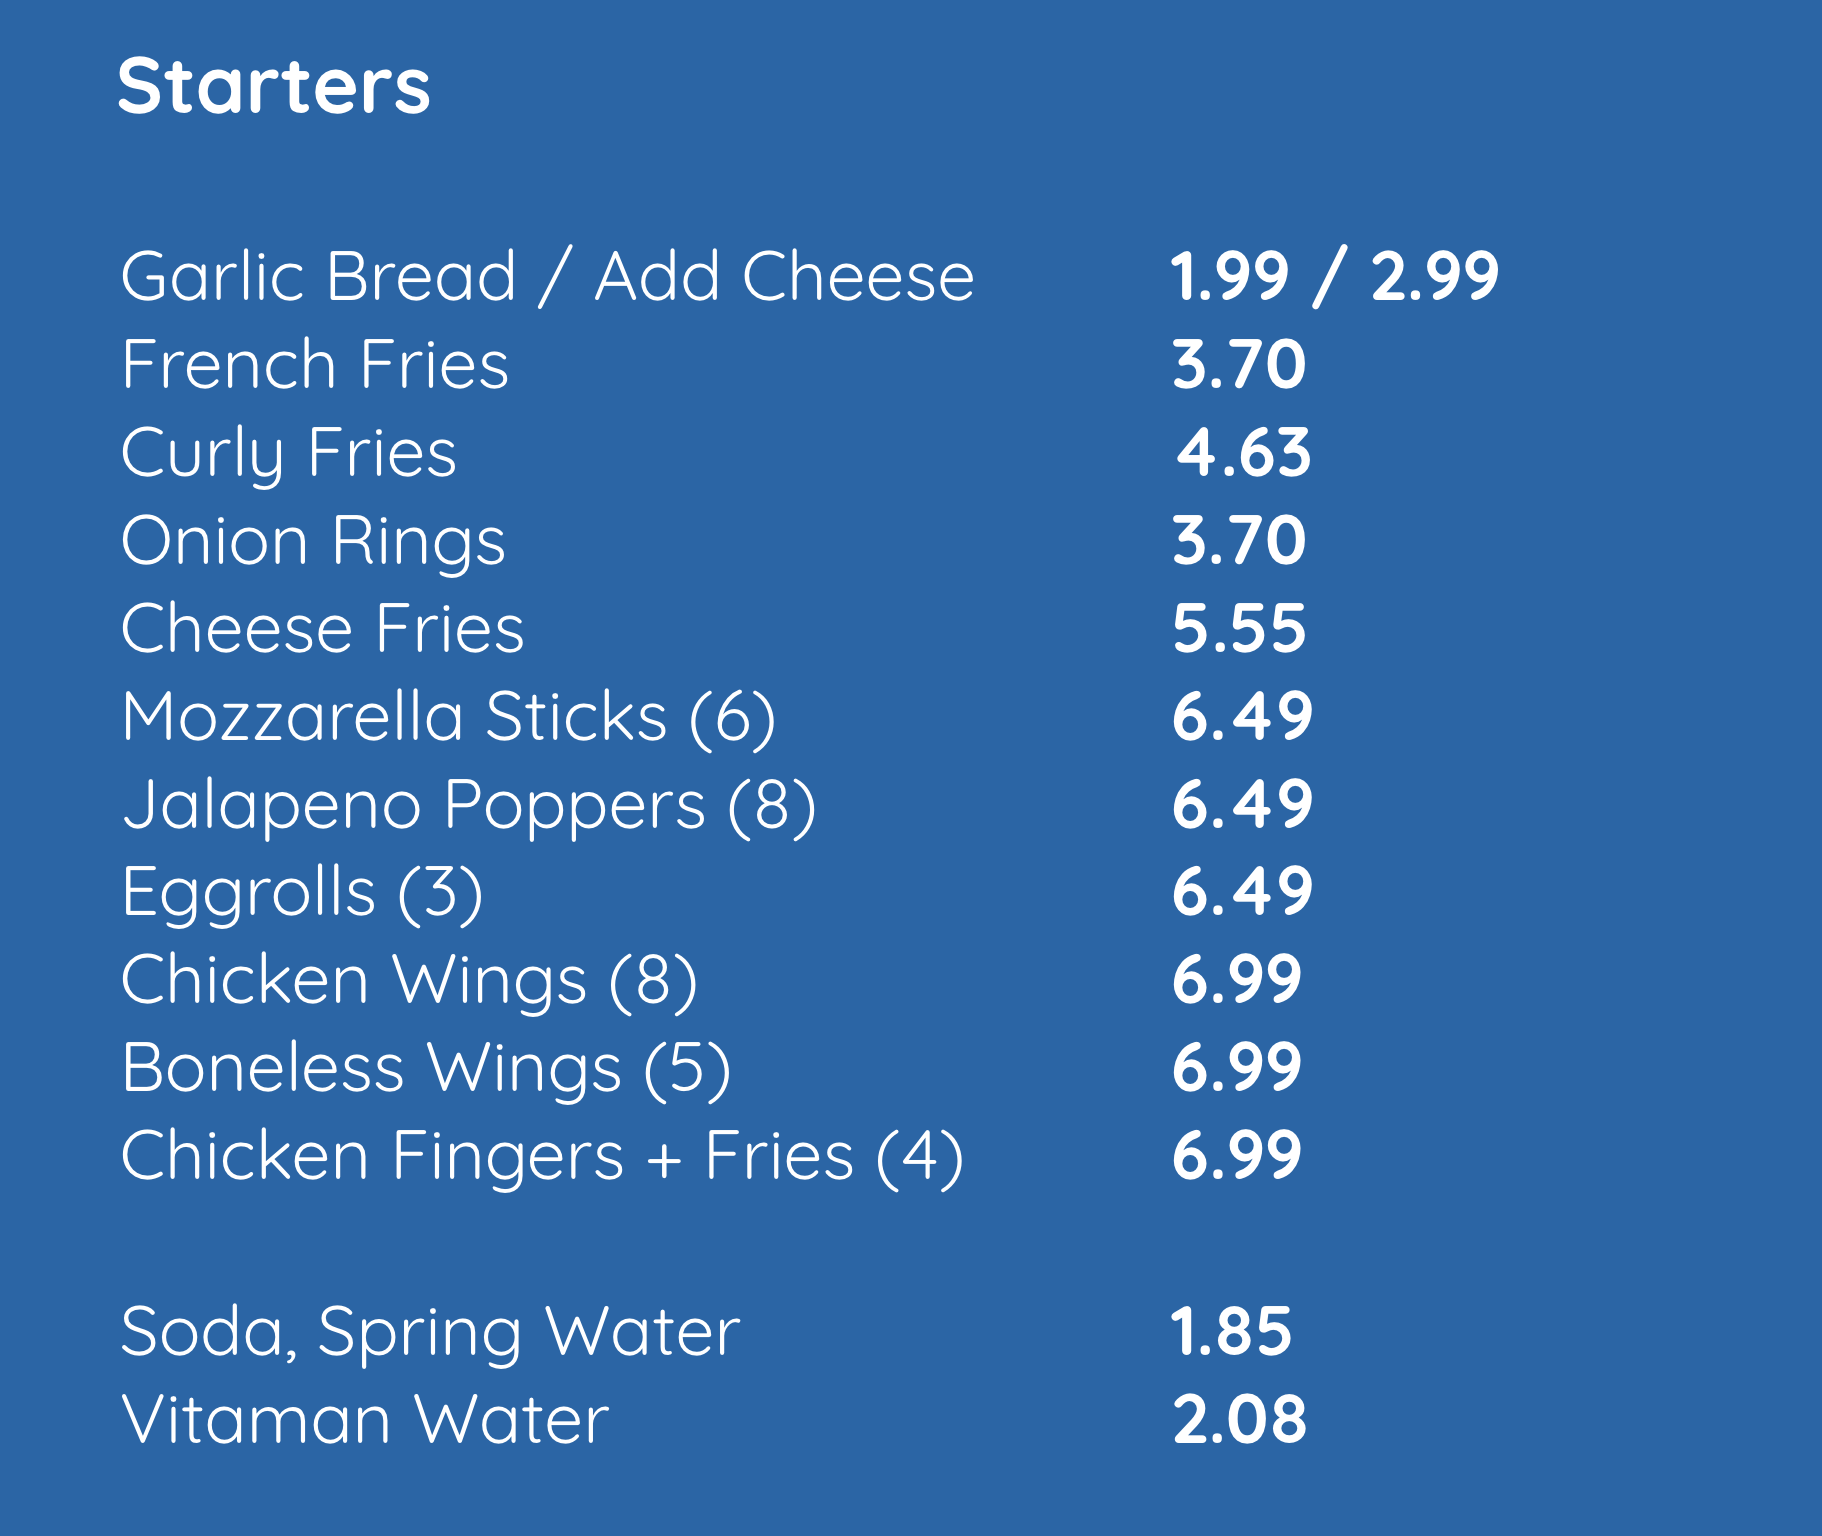 Starters
Garlic Bread / Add Cheese 1.99 / 2.99
French Fries 3.70
Curly Fries 4.63
Onion Rings 3.70
Cheese Fries 5.55
Mozzarella Sticks (6) 6.49
Jalapeno Poppers (8) 6.49
Eggrolls (3) 6.49
Chicken Wings (8) 6.99
Boneless Wings (5) 6.99
Chicken Fingers + Fries (4) 6.99
Soda, Spring Water 1.85
Vitaman Water 2.08